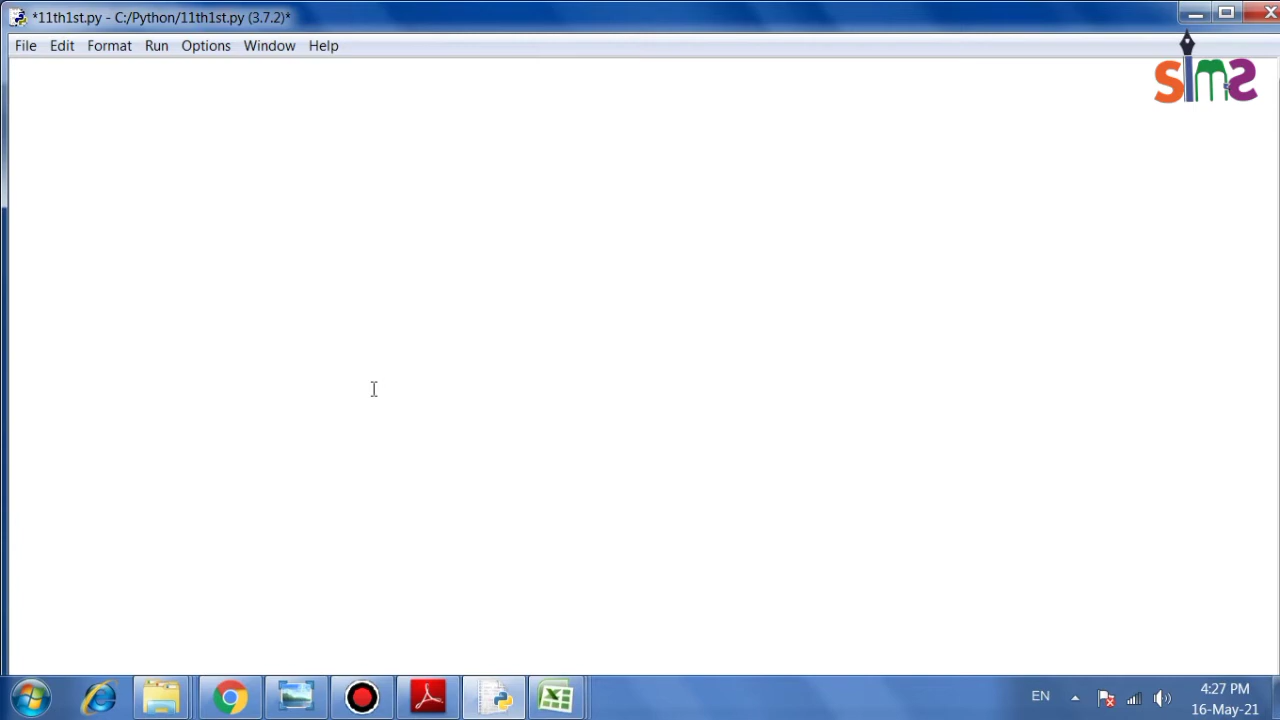 *11th1st.py - C:/Python/11th1st.py (3.7.2)*
File Edit Format Run Options Window Help
SIMS
EN
4:27 PM
16-May-21